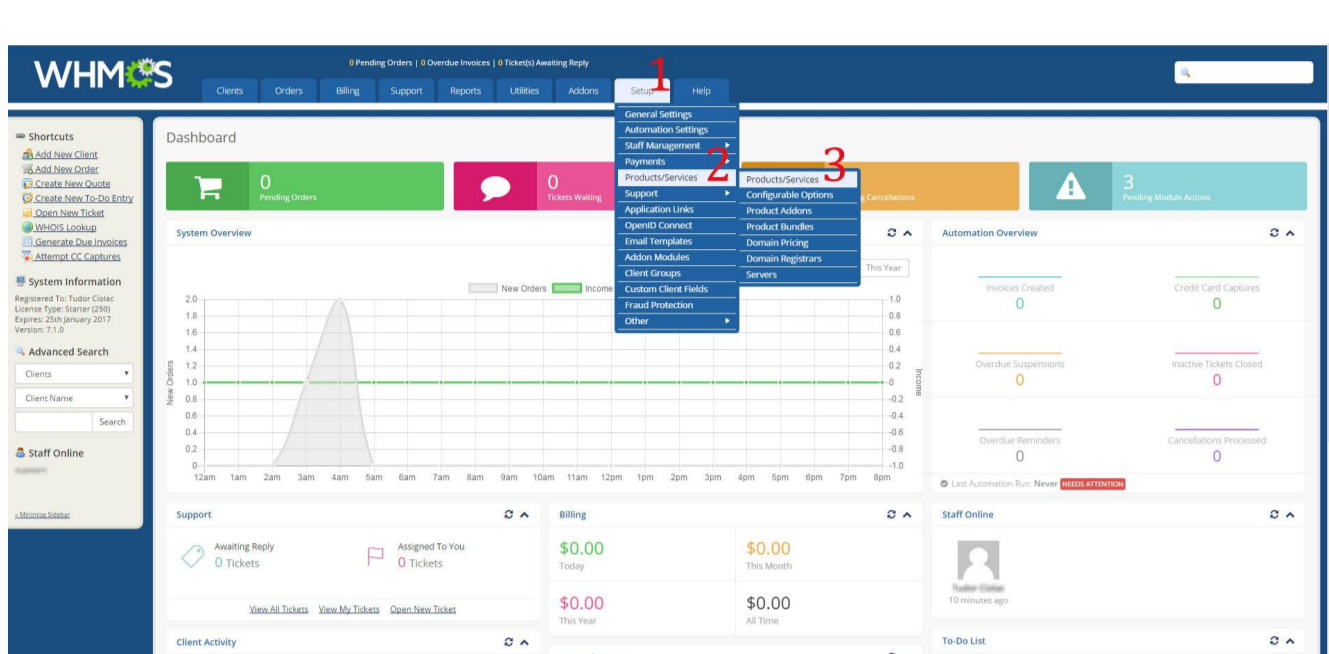 WHMCS
0 Pending Orders | 0 Overdue Invoices | 0 Ticket(s) Awaiting Reply
1
Clients Orders Billing Support Reports Utilities Addons Setup Help
General Settings
Automation Settings
Staff Management
Payments
Products/Services
Support
Application Links
OpenID Connect
Email Templates
Addon Modules
Client Groups
Custom Client Fields
Fraud Protection
Other
2
3
Products/Services
Configurable Options
Product Addons
Product Bundles
Domain Pricing
Domain Registrars
Servers
Shortcuts
Add New Client
Add New Order
Create New Quote
Create New To-Do Entry
Open New Ticket
WHOIS Lookup
Generate Due Invoices
Attempt CC Captures
System Information
Registered To: Tudor Ciolac
License Type: Starter (250)
Expires: 25th January 2017
Version: 7.1.0
Advanced Search
Clients
Client Name
Search
Staff Online
« Minimise Sidebar
Dashboard
0
Pending Orders
0
Tickets Waiting
Cancellations
3
Pending Module Actions
System Overview
This Year
New Orders Income
2.0
1.8
1.6
1.4
1.2
1.0
0.8
0.6
0.4
0.2
0
New Orders
1.0
0.8
0.6
0.4
0.2
0
-0.2
-0.4
-0.6
-0.8
-1.0
Income
12am 1am 2am 3am 4am 5am 6am 7am 8am 9am 10am 11am 12pm 1pm 2pm 3pm 4pm 5pm 6pm 7pm 8pm
Automation Overview
Invoices Created
0
Credit Card Captures
0
Overdue Suspensions
0
Inactive Tickets Closed
0
Overdue Reminders
0
Cancellations Processed
0
Last Automation Run: Never NEEDS ATTENTION
Support
Awaiting Reply
0 Tickets
Assigned To You
0 Tickets
View All Tickets View My Tickets Open New Ticket
Billing
$0.00
Today
$0.00
This Month
$0.00
This Year
$0.00
All Time
Staff Online
10 minutes ago
Client Activity
To-Do List